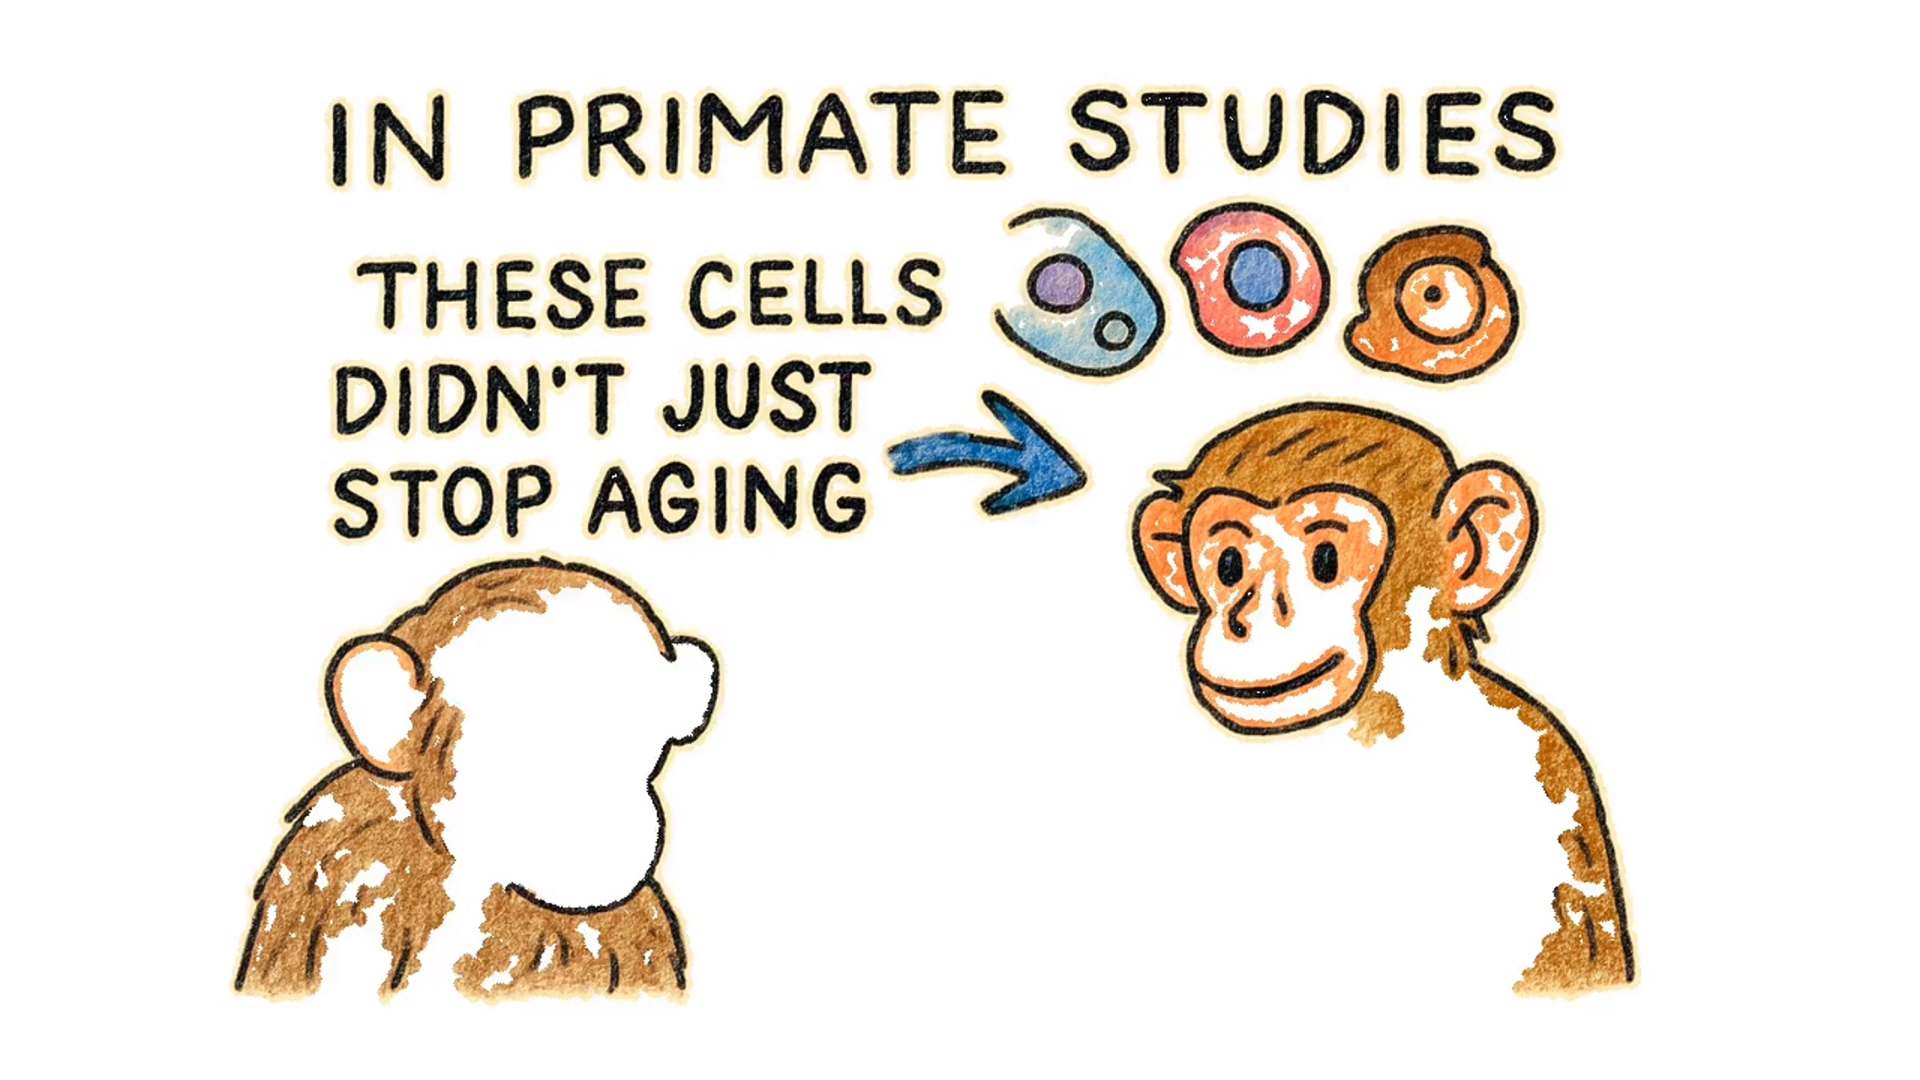 IN PRIMATE STUDIES
THESE CELLS
DIDN'T JUST
STOP AGING